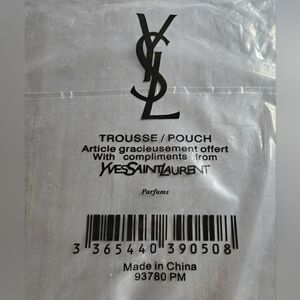 YSL
TROUSSE / POUCH
Article gracieusement offert
With compliments from
YVESSAINTLAURENT
Parfums
3 365440 390508
Made in China
93780 PM